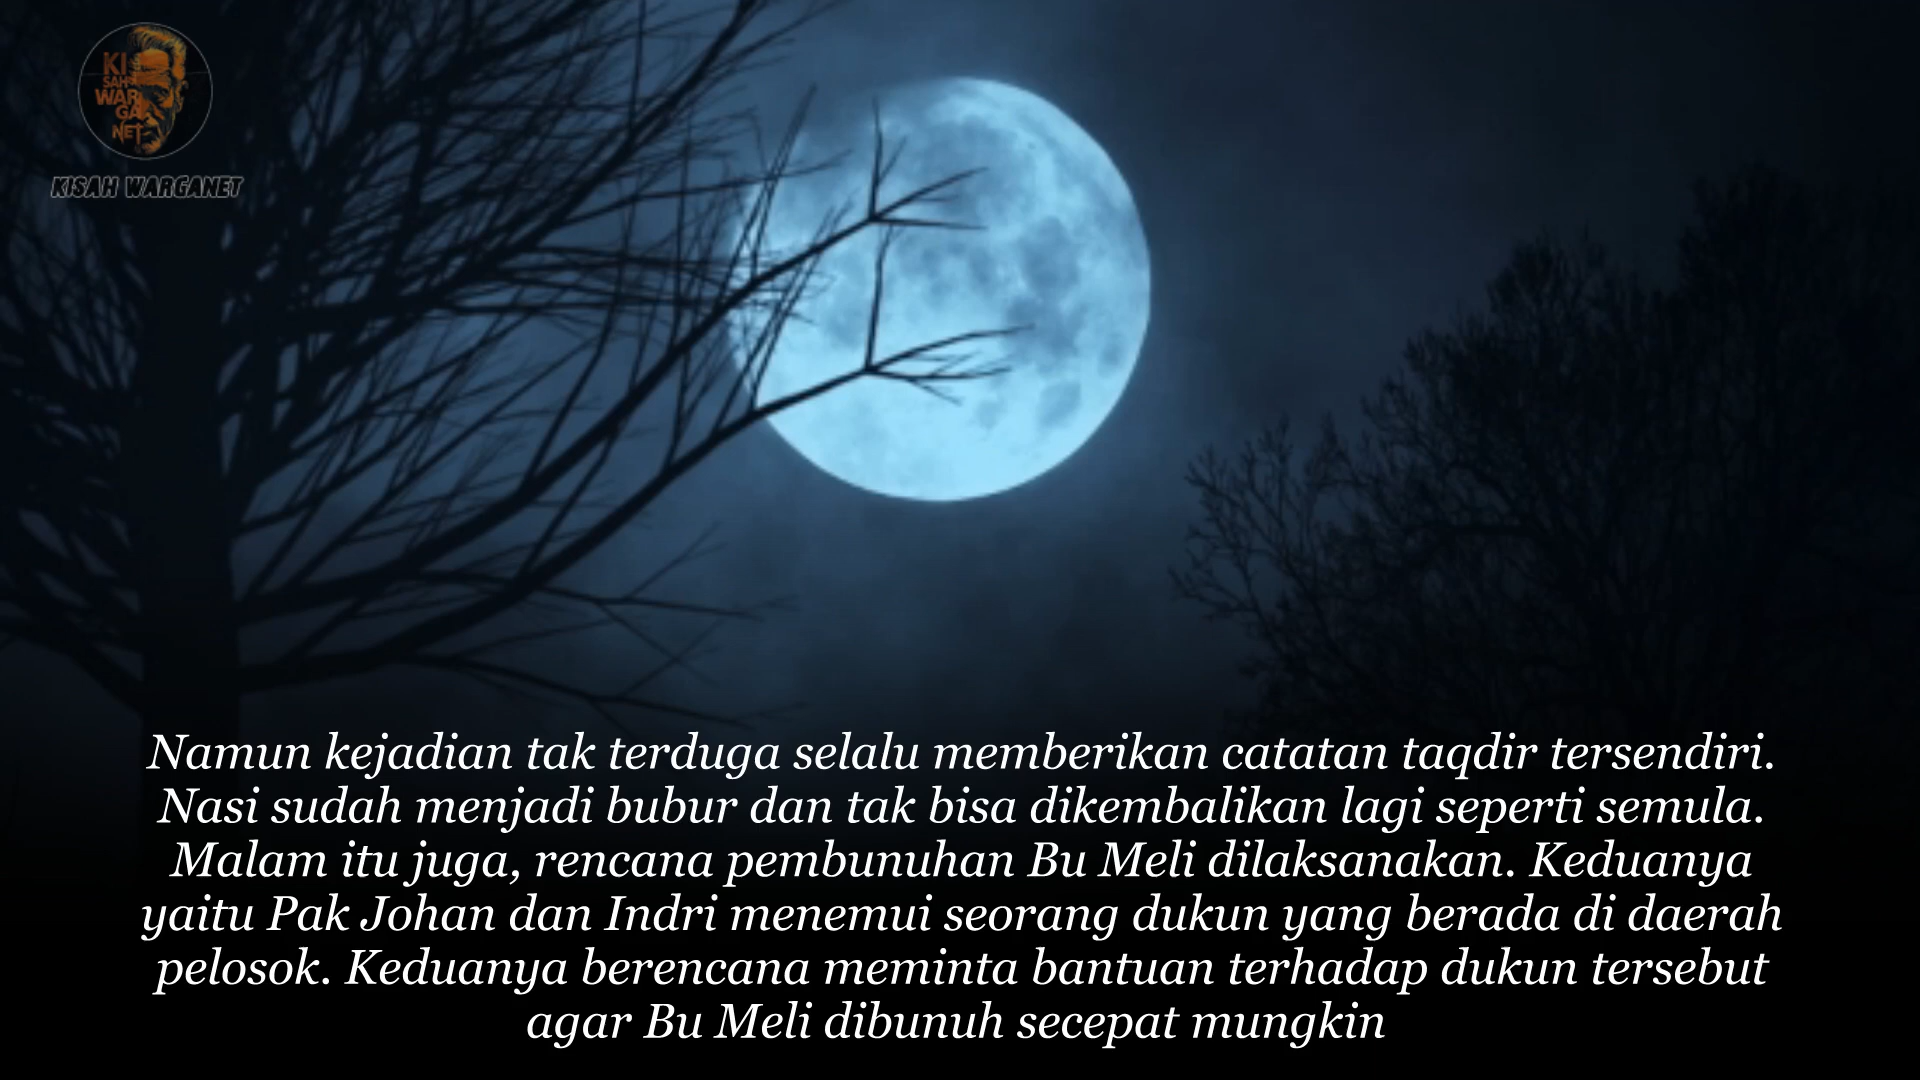 KI
SAH
WAR
GA
NET
KISAH WARGANET
Namun kejadian tak terduga selalu memberikan catatan taqdir tersendiri.
Nasi sudah menjadi bubur dan tak bisa dikembalikan lagi seperti semula.
Malam itu juga, rencana pembunuhan Bu Meli dilaksanakan. Keduanya
yaitu Pak Johan dan Indri menemui seorang dukun yang berada di daerah
pelosok. Keduanya berencana meminta bantuan terhadap dukun tersebut
agar Bu Meli dibunuh secepat mungkin